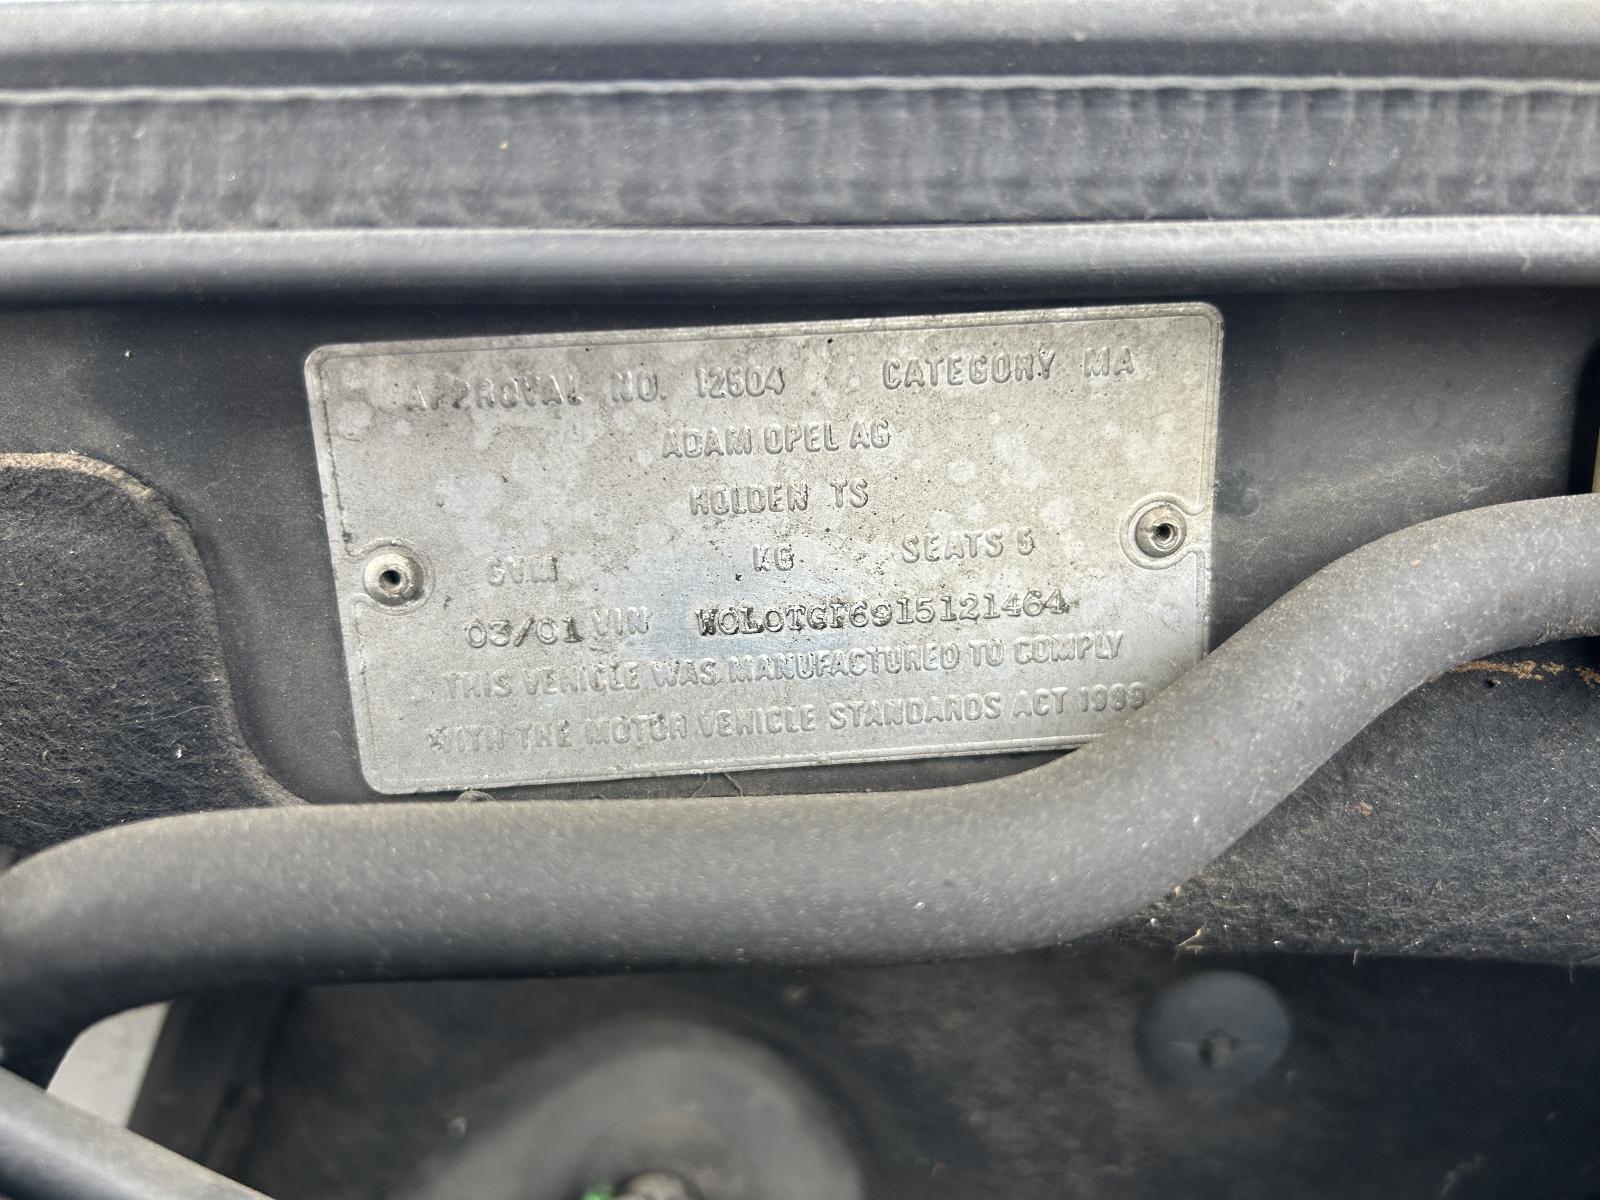 APPROVAL NO. 12604 CATEGORY MA
ADAM OPEL AG
HOLDEN TS
GVM KG SEATS 5
03/01 VIN W0L0TGF6915121464
THIS VEHICLE WAS MANUFACTURED TO COMPLY
WITH THE MOTOR VEHICLE STANDARDS ACT 1989